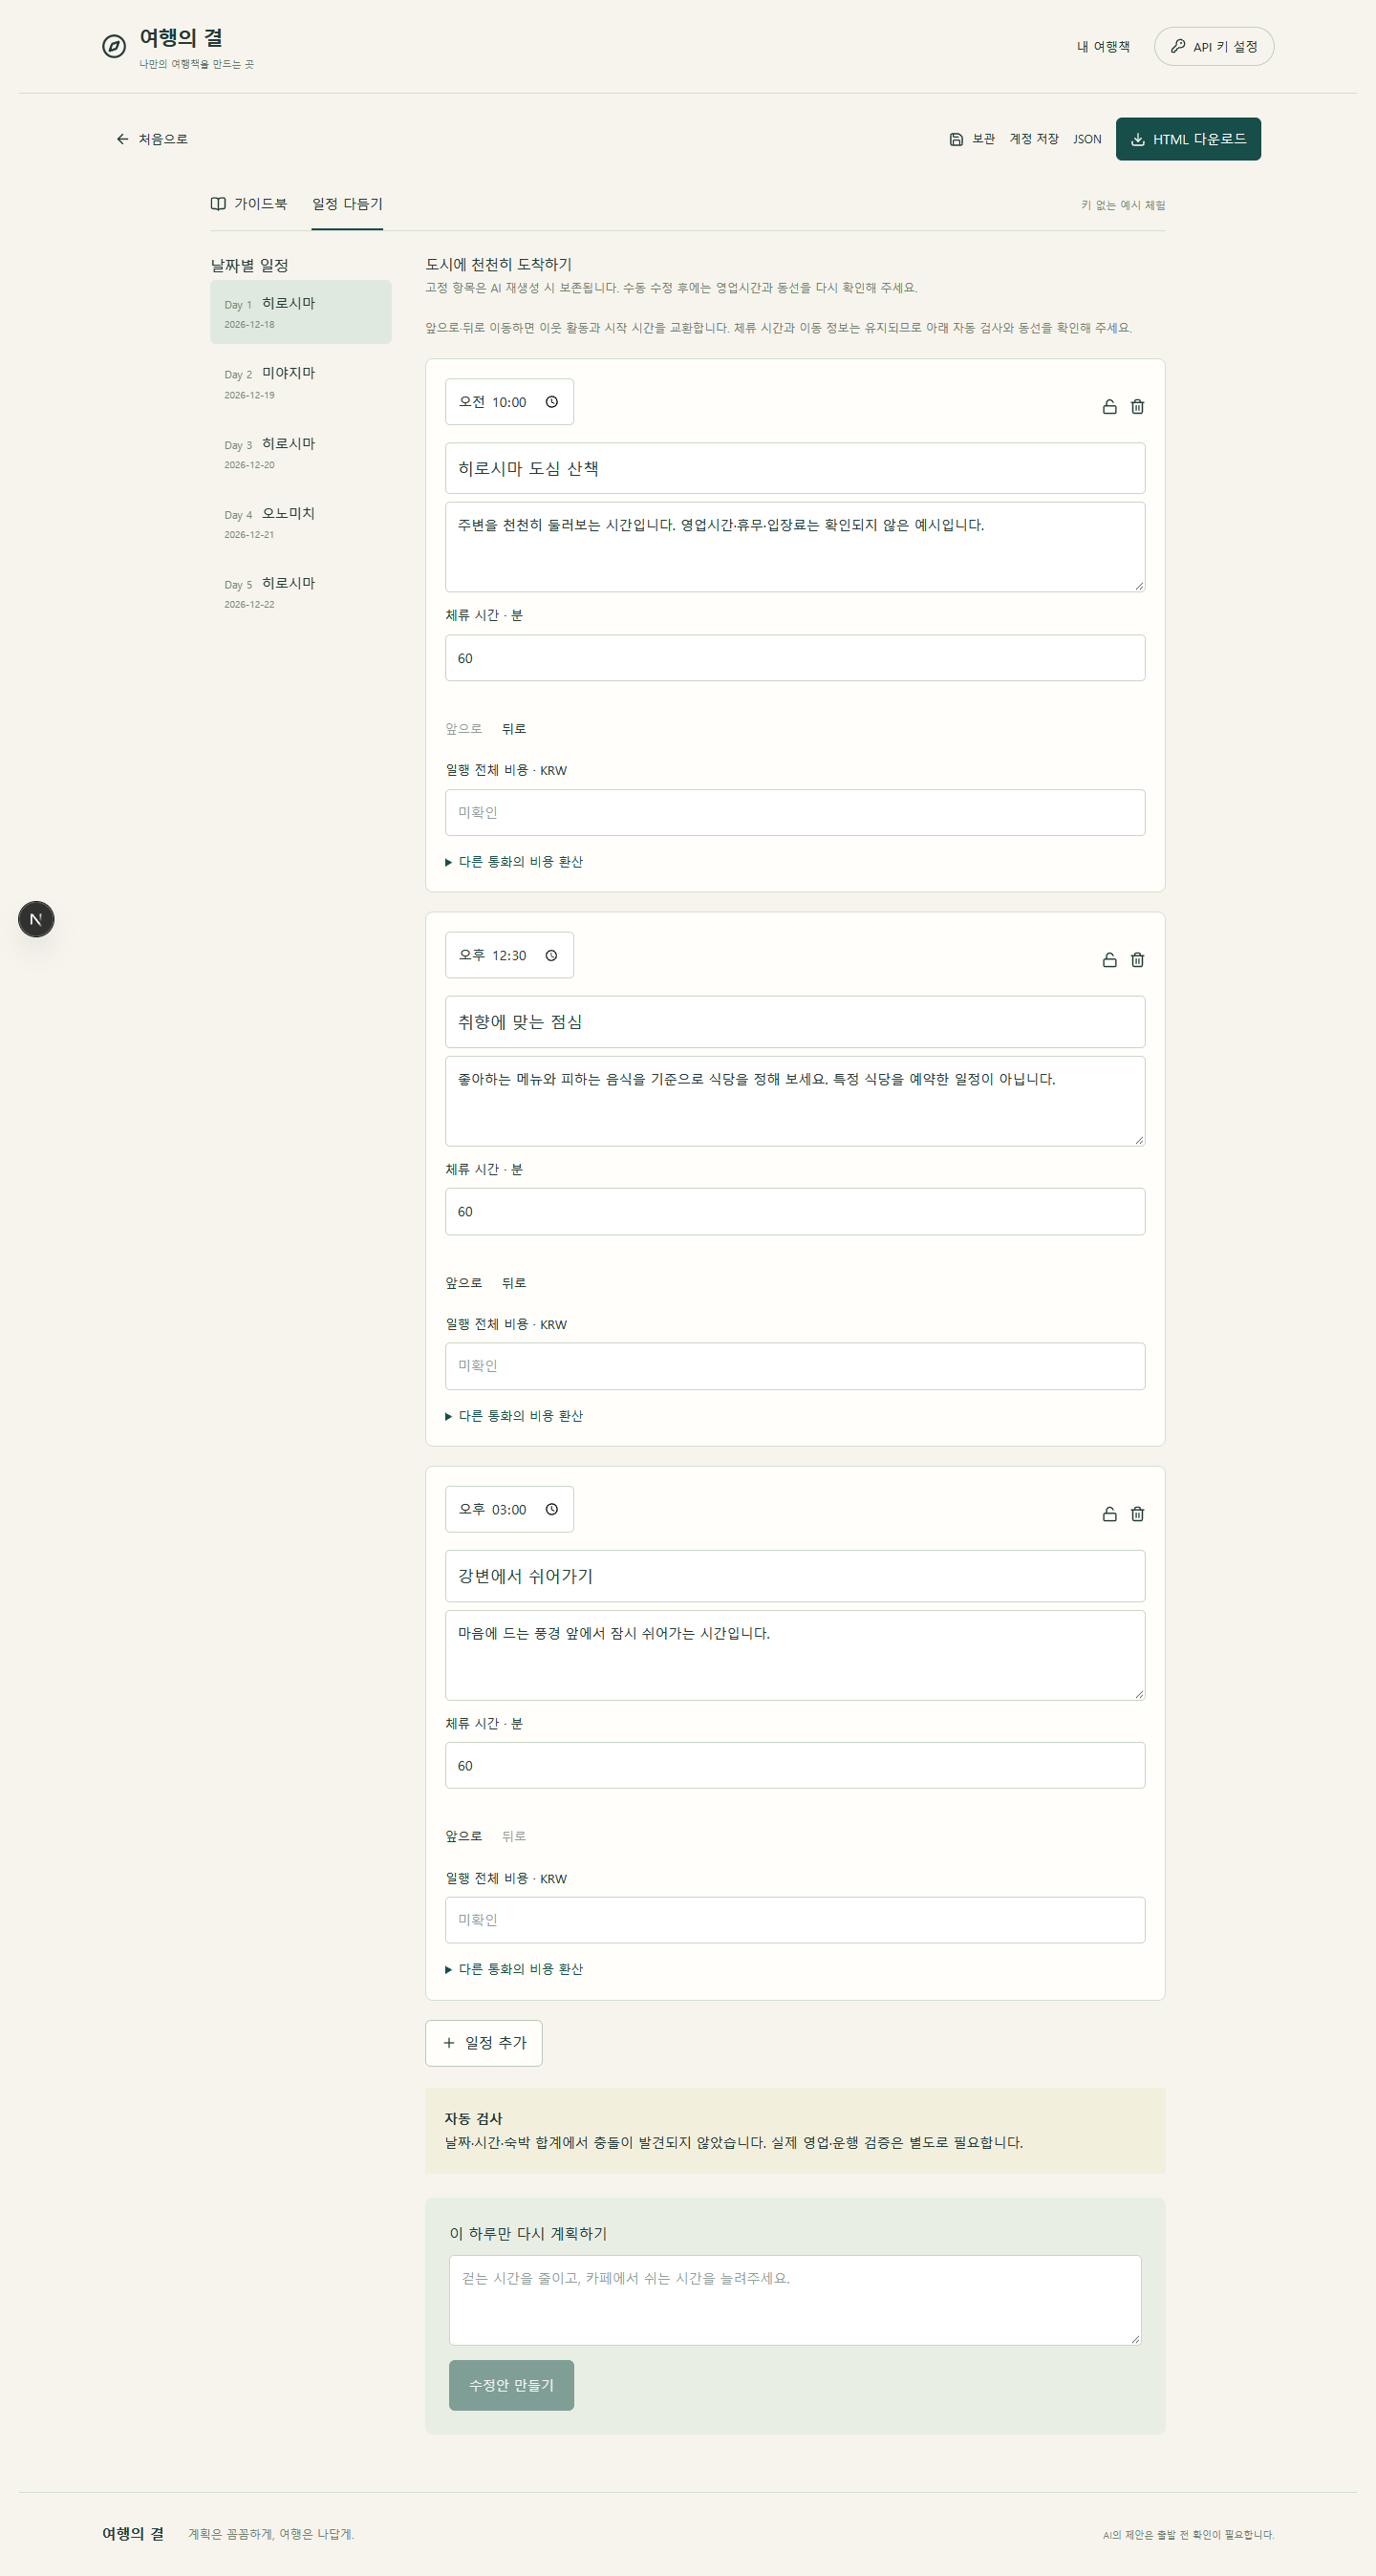 여행의 결
나만의 여행책을 만드는 곳
내 여행책
API 키 설정
처음으로
보관
계정 저장
JSON
HTML 다운로드
가이드북
일정 다듬기
키 없는 예시 체험
날짜별 일정
Day 1 히로시마
2026-12-18
Day 2 미야지마
2026-12-19
Day 3 히로시마
2026-12-20
Day 4 오노미치
2026-12-21
Day 5 히로시마
2026-12-22
도시에 천천히 도착하기
고정 항목은 AI 재생성 시 보존됩니다. 수동 수정 후에는 영업시간과 동선을 다시 확인해 주세요.
앞으로·뒤로 이동하면 이웃 활동과 시작 시간을 교환합니다. 체류 시간과 이동 정보는 유지되므로 아래 자동 검사와 동선을 확인해 주세요.
오전 10:00
히로시마 도심 산책
주변을 천천히 둘러보는 시간입니다. 영업시간·휴무·입장료는 확인되지 않은 예시입니다.
체류 시간 · 분
60
앞으로 뒤로
일행 전체 비용 · KRW
미확인
다른 통화의 비용 환산
오후 12:30
취향에 맞는 점심
좋아하는 메뉴와 피하는 음식을 기준으로 식당을 정해 보세요. 특정 식당을 예약한 일정이 아닙니다.
체류 시간 · 분
60
앞으로 뒤로
일행 전체 비용 · KRW
미확인
다른 통화의 비용 환산
오후 03:00
강변에서 쉬어가기
마음에 드는 풍경 앞에서 잠시 쉬어가는 시간입니다.
체류 시간 · 분
60
앞으로 뒤로
일행 전체 비용 · KRW
미확인
다른 통화의 비용 환산
일정 추가
자동 검사
날짜·시간·숙박 합계에서 충돌이 발견되지 않았습니다. 실제 영업·운행 검증은 별도로 필요합니다.
이 하루만 다시 계획하기
걷는 시간을 줄이고, 카페에서 쉬는 시간을 늘려주세요.
수정안 만들기
여행의 결
계획은 꼼꼼하게, 여행은 나답게.
AI의 제안은 출발 전 확인이 필요합니다.
N